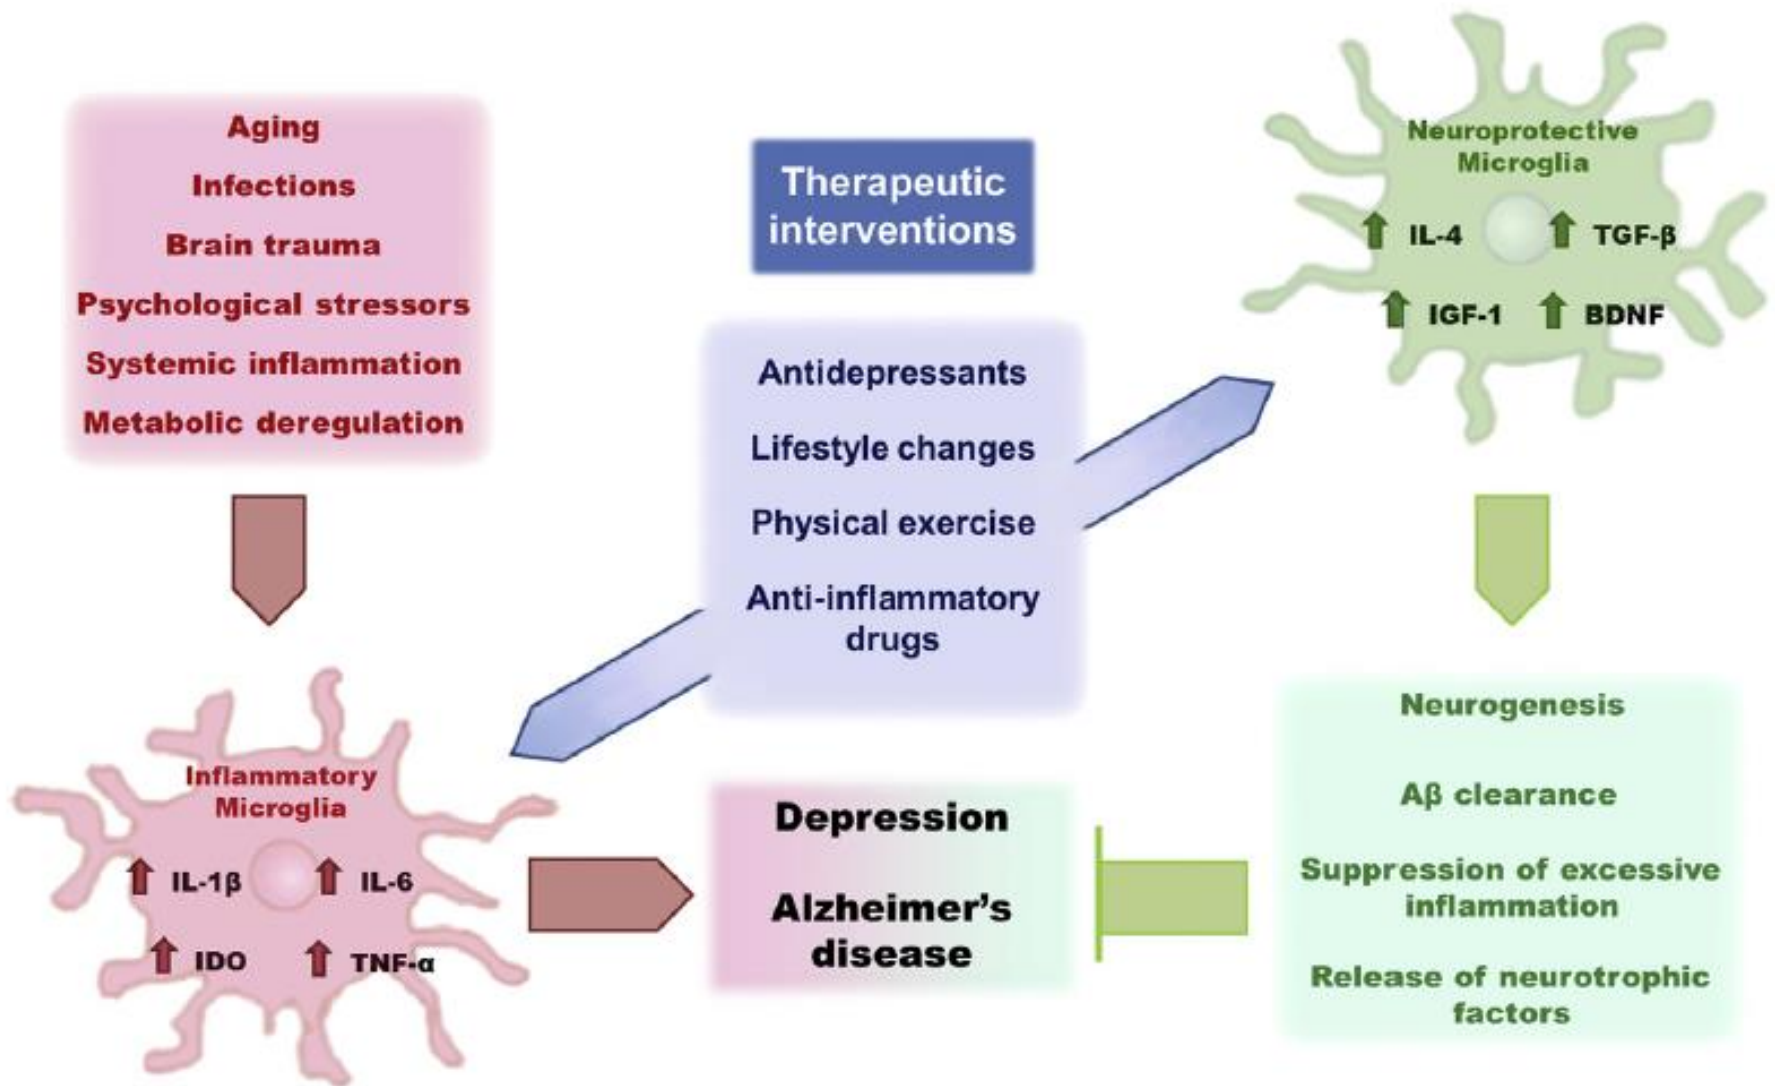 Aging
Infections
Brain trauma
Psychological stressors
Systemic inflammation
Metabolic deregulation
Therapeutic
interventions
Antidepressants
Lifestyle changes
Physical exercise
Anti-inflammatory
drugs
Neuroprotective
Microglia
IL-4
TGF-β
IGF-1
BDNF
Inflammatory
Microglia
IL-1β
IL-6
IDO
TNF-α
Depression
Alzheimer’s
disease
Neurogenesis
Aβ clearance
Suppression of excessive
inflammation
Release of neurotrophic
factors